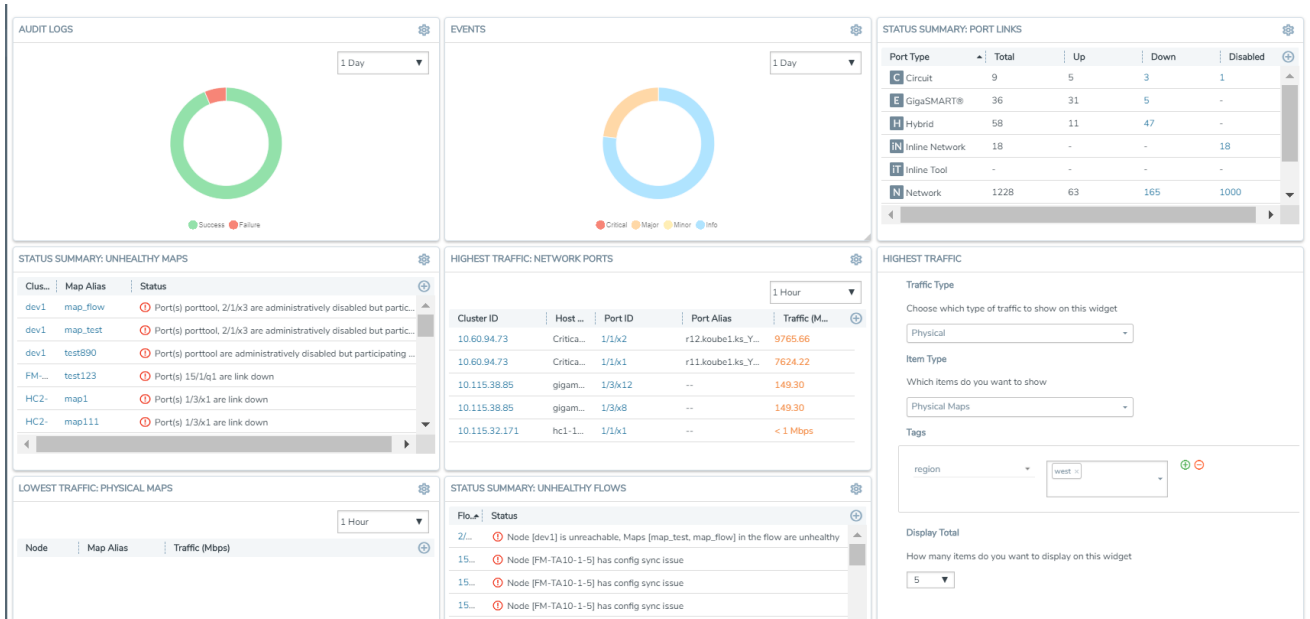 AUDIT LOGS
1 Day
Success Failure
EVENTS
1 Day
Critical Major Minor Info
STATUS SUMMARY: PORT LINKS
Port Type Total Up Down Disabled
C Circuit 9 5 3 1
E GigaSMART® 36 31 5 -
H Hybrid 58 11 47 -
iN Inline Network 18 - - 18
iT Inline Tool - - - -
N Network 1228 63 165 1000
STATUS SUMMARY: UNHEALTHY MAPS
Clus... Map Alias Status
dev1 map_flow Port(s) porttool, 2/1/x3 are administratively disabled but partic...
dev1 map_test Port(s) porttool, 2/1/x3 are administratively disabled but partic...
dev1 test890 Port(s) porttool are administratively disabled but participating ...
FM-... test123 Port(s) 15/1/q1 are link down
HC2- map1 Port(s) 1/3/x1 are link down
HC2- map111 Port(s) 1/3/x1 are link down
HIGHEST TRAFFIC: NETWORK PORTS
1 Hour
Cluster ID Host ... Port ID Port Alias Traffic (M...
10.60.94.73 Critica... 1/1/x2 r12.koube1.ks_Y... 9765.66
10.60.94.73 Critica... 1/1/x1 r11.koube1.ks_Y... 7624.22
10.115.38.85 gigam... 1/3/x12 -- 149.30
10.115.38.85 gigam... 1/3/x8 -- 149.30
10.115.32.171 hc1-1... 1/1/x1 -- < 1 Mbps
HIGHEST TRAFFIC
Traffic Type
Choose which type of traffic to show on this widget
Physical
Item Type
Which items do you want to show
Physical Maps
Tags
region west ×
Display Total
How many items do you want to display on this widget
5
LOWEST TRAFFIC: PHYSICAL MAPS
1 Hour
Node Map Alias Traffic (Mbps)
STATUS SUMMARY: UNHEALTHY FLOWS
Flo... Status
2/... Node [dev1] is unreachable, Maps [map_test, map_flow] in the flow are unhealthy
15... Node [FM-TA10-1-5] has config sync issue
15... Node [FM-TA10-1-5] has config sync issue
15... Node [FM-TA10-1-5] has config sync issue